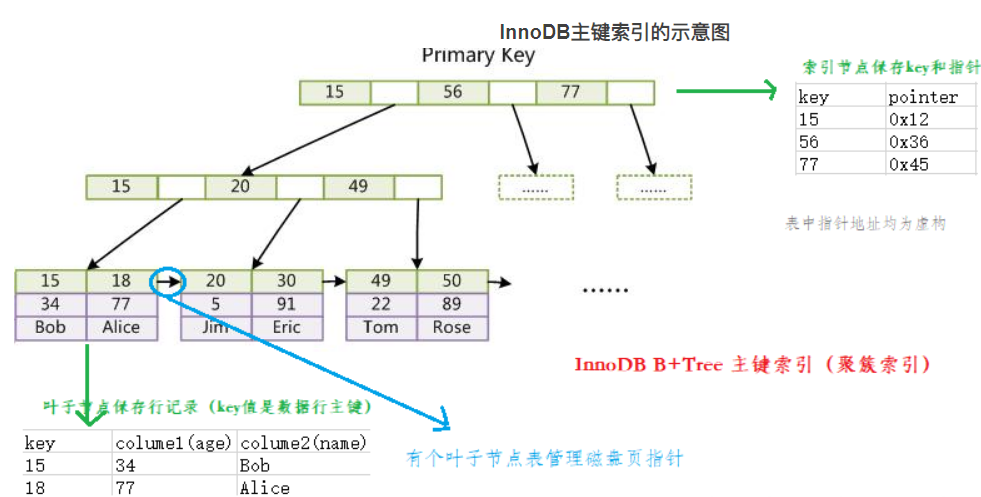 InnoDB主键索引的示意图
Primary Key
索引节点保存key和指针
15 56 77
key pointer
15 0x12
56 0x36
77 0x45
15 20 49
...... ......
表中指针地址均为虚构
15 18 20 30 49 50
34 77 5 91 22 89
Bob Alice Jim Eric Tom Rose
......
InnoDB B+Tree 主键索引（聚簇索引）
叶子节点保存行记录（key值是数据行主键）
key colume1(age) colume2(name)
15 34 Bob
18 77 Alice
有个叶子节点表管理磁盘页指针